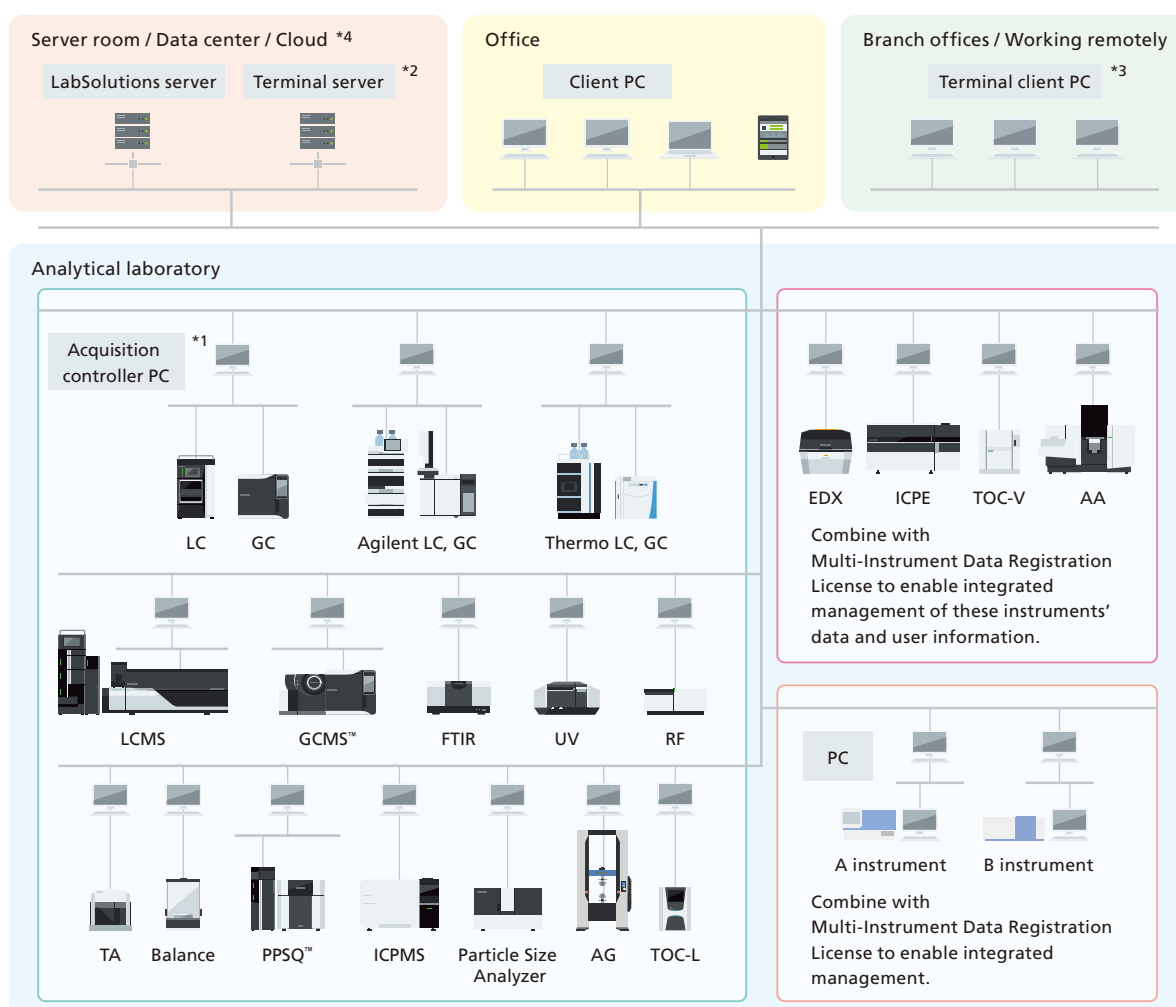 Server room / Data center / Cloud *4
LabSolutions server
Terminal server *2
Office
Client PC
Branch offices / Working remotely
Terminal client PC *3
Analytical laboratory
Acquisition
controller PC *1
LC
GC
Agilent LC, GC
Thermo LC, GC
LCMS
GCMS™
FTIR
UV
RF
TA
Balance
PPSQ™
ICPMS
Particle Size
Analyzer
AG
TOC-L
EDX
ICPE
TOC-V
AA
Combine with
Multi-Instrument Data Registration
License to enable integrated
management of these instruments’
data and user information.
PC
A instrument
B instrument
Combine with
Multi-Instrument Data Registration
License to enable integrated
management.